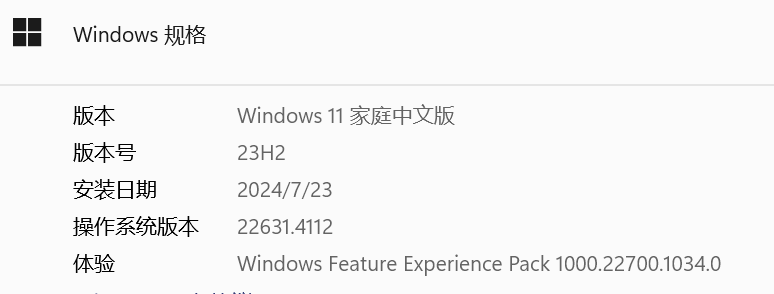 Windows 规格
版本 Windows 11 家庭中文版
版本号 23H2
安装日期 2024/7/23
操作系统版本 22631.4112
体验 Windows Feature Experience Pack 1000.22700.1034.0